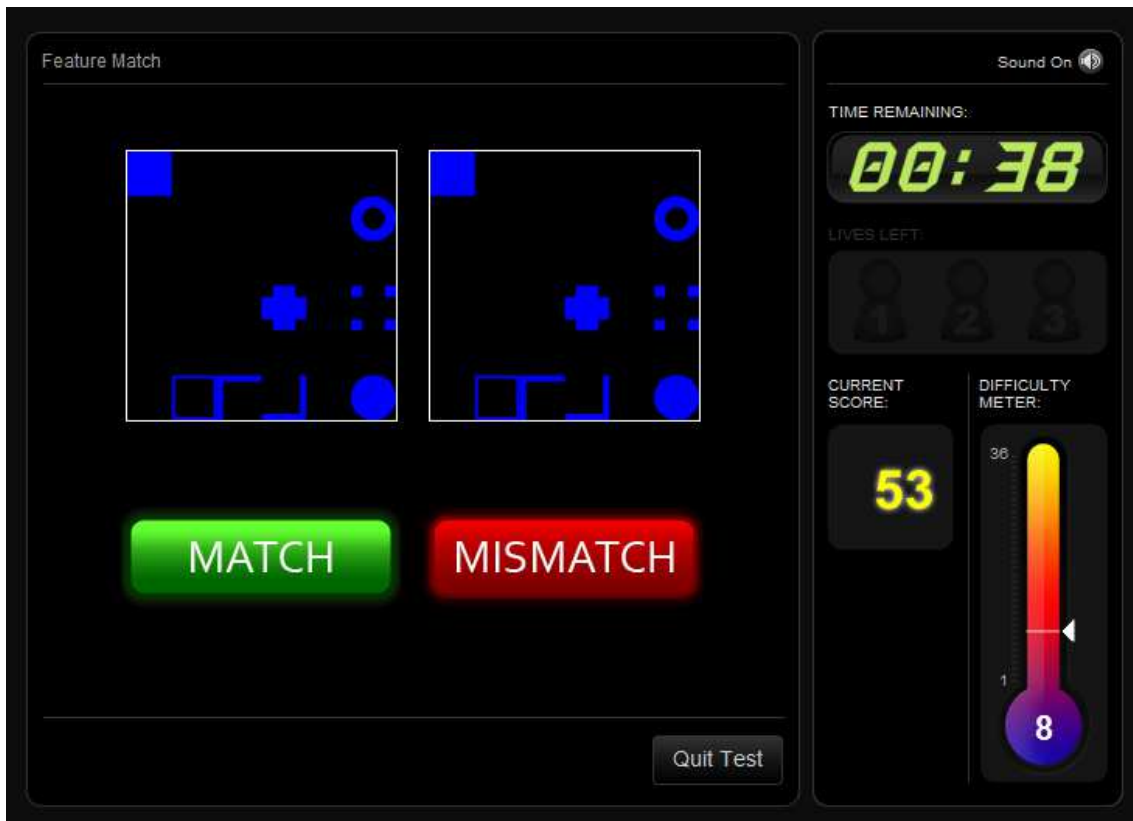 Feature Match
Sound On
TIME REMAINING:
00:38
LIVES LEFT:
1 2 3
CURRENT
SCORE:
DIFFICULTY
METER:
36
53
MATCH
MISMATCH
1
8
Quit Test